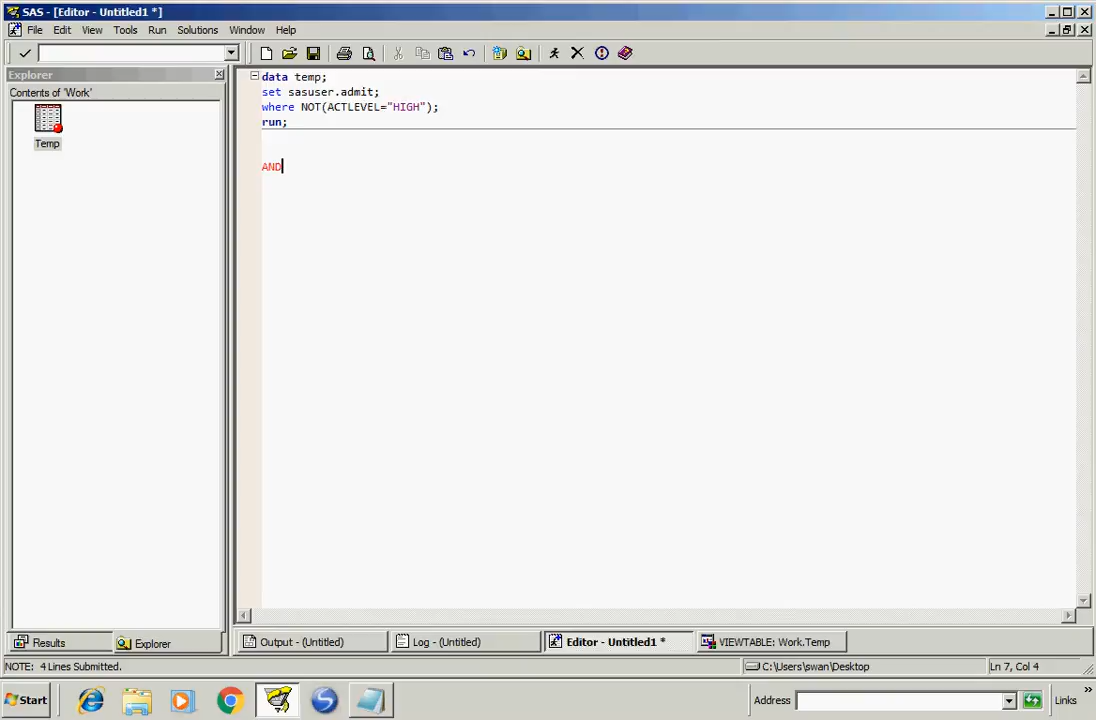 SAS - [Editor - Untitled1 *]
File Edit View Tools Run Solutions Window Help
Explorer
Contents of 'Work'
Temp
data temp;
set sasuser.admit;
where NOT(ACTLEVEL="HIGH");
run;
AND
Results
Explorer
Output - (Untitled)
Log - (Untitled)
Editor - Untitled1 *
VIEWTABLE: Work.Temp
NOTE: 4 Lines Submitted.
C:\Users\swan\Desktop
Ln 7, Col 4
Start
Address
Links